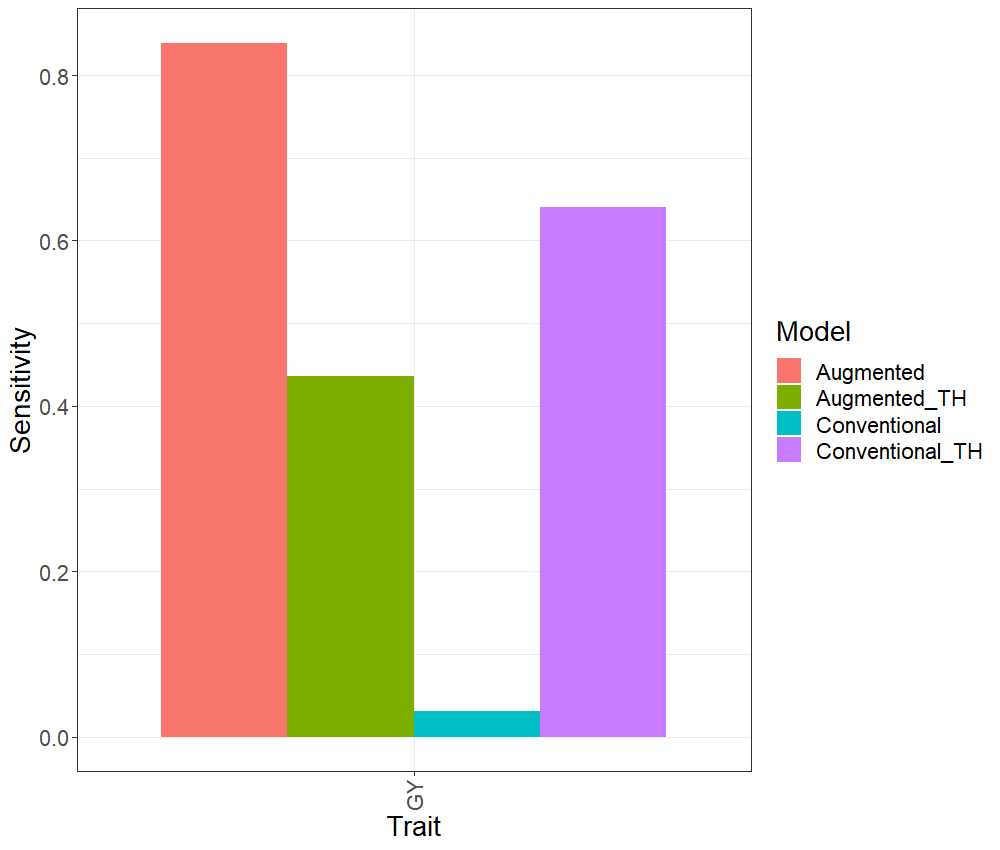 Sensitivity
0.8
0.6
0.4
0.2
0.0
GY
Trait
Model
Augmented
Augmented_TH
Conventional
Conventional_TH